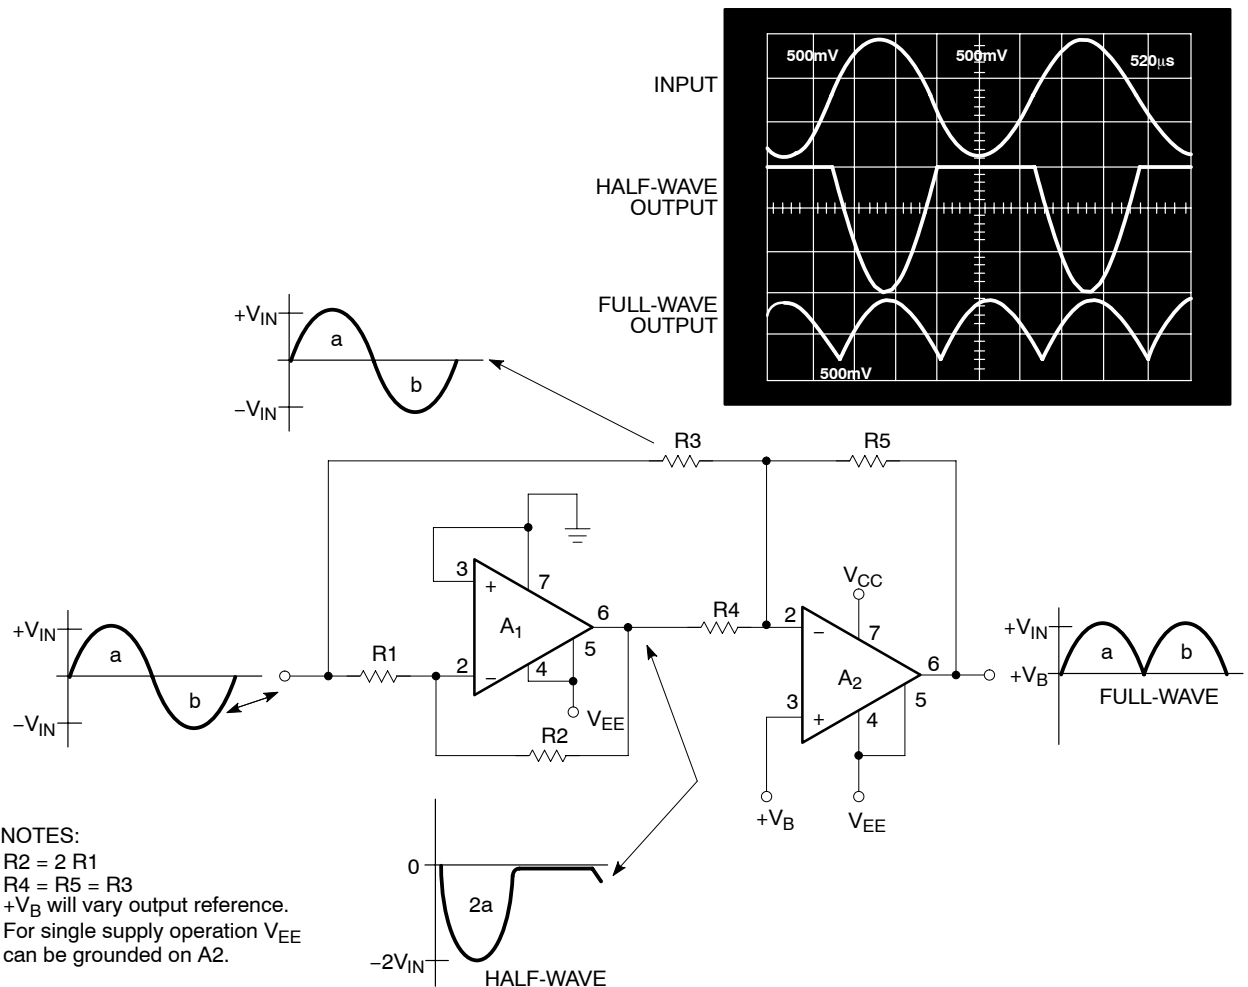 500mV 500mV 520μs
INPUT
HALF-WAVE
OUTPUT
FULL-WAVE
OUTPUT
500mV
+VIN
a
b
−VIN
R3 R5
3 + 7
A1
6
5
2 − 4
VEE
R1
R2
+VIN
a
b
−VIN
R4
VCC
2 − 7
A2
6
5
3 + 4
+VB VEE
+VIN
a b
+VB
FULL-WAVE
0
2a
−2VIN
HALF-WAVE
NOTES:
R2 = 2 R1
R4 = R5 = R3
+VB will vary output reference.
For single supply operation VEE
can be grounded on A2.